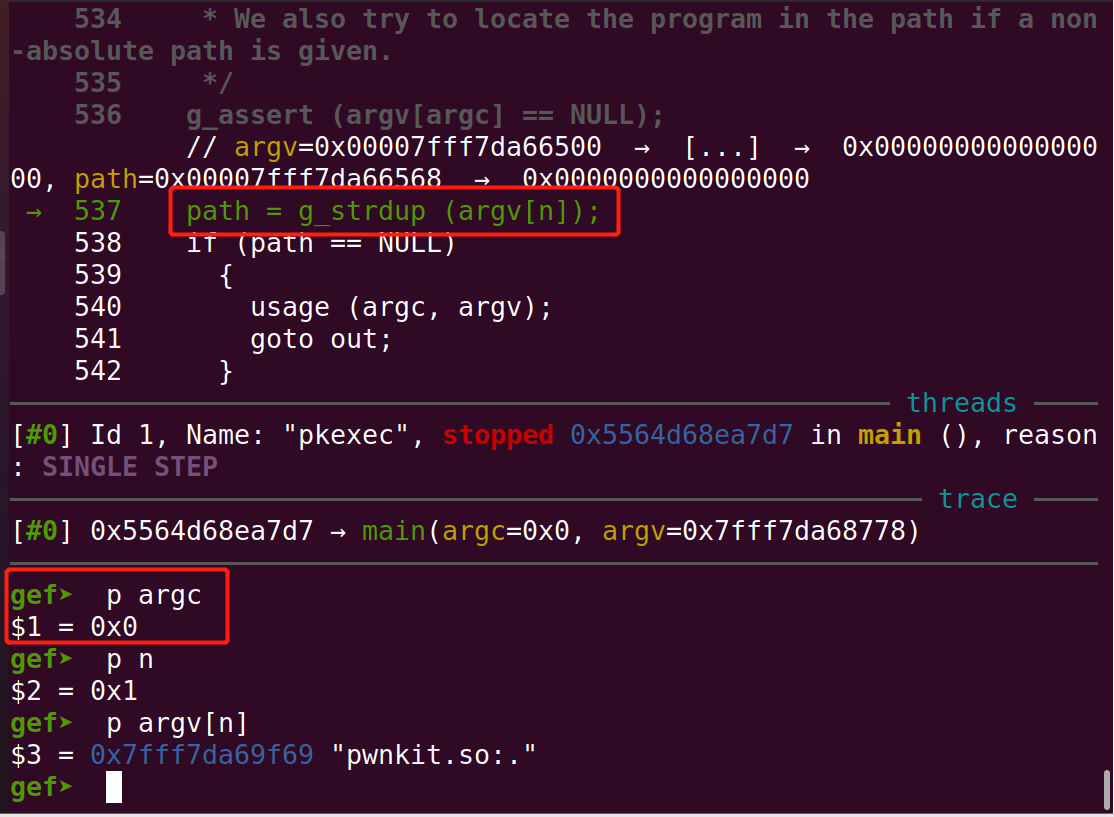 534     * We also try to locate the program in the path if a non
-absolute path is given.
535     */
536    g_assert (argv[argc] == NULL);
// argv=0x00007fff7da66500  →  [...]  →  0x00000000000000
00, path=0x00007fff7da66568  →  0x0000000000000000
→  537    path = g_strdup (argv[n]);
538    if (path == NULL)
539      {
540        usage (argc, argv);
541        goto out;
542      }
threads
[#0] Id 1, Name: "pkexec", stopped 0x5564d68ea7d7 in main (), reason
: SINGLE STEP
trace
[#0] 0x5564d68ea7d7 → main(argc=0x0, argv=0x7fff7da68778)
gef➤  p argc
$1 = 0x0
gef➤  p n
$2 = 0x1
gef➤  p argv[n]
$3 = 0x7fff7da69f69 "pwnkit.so:."
gef➤